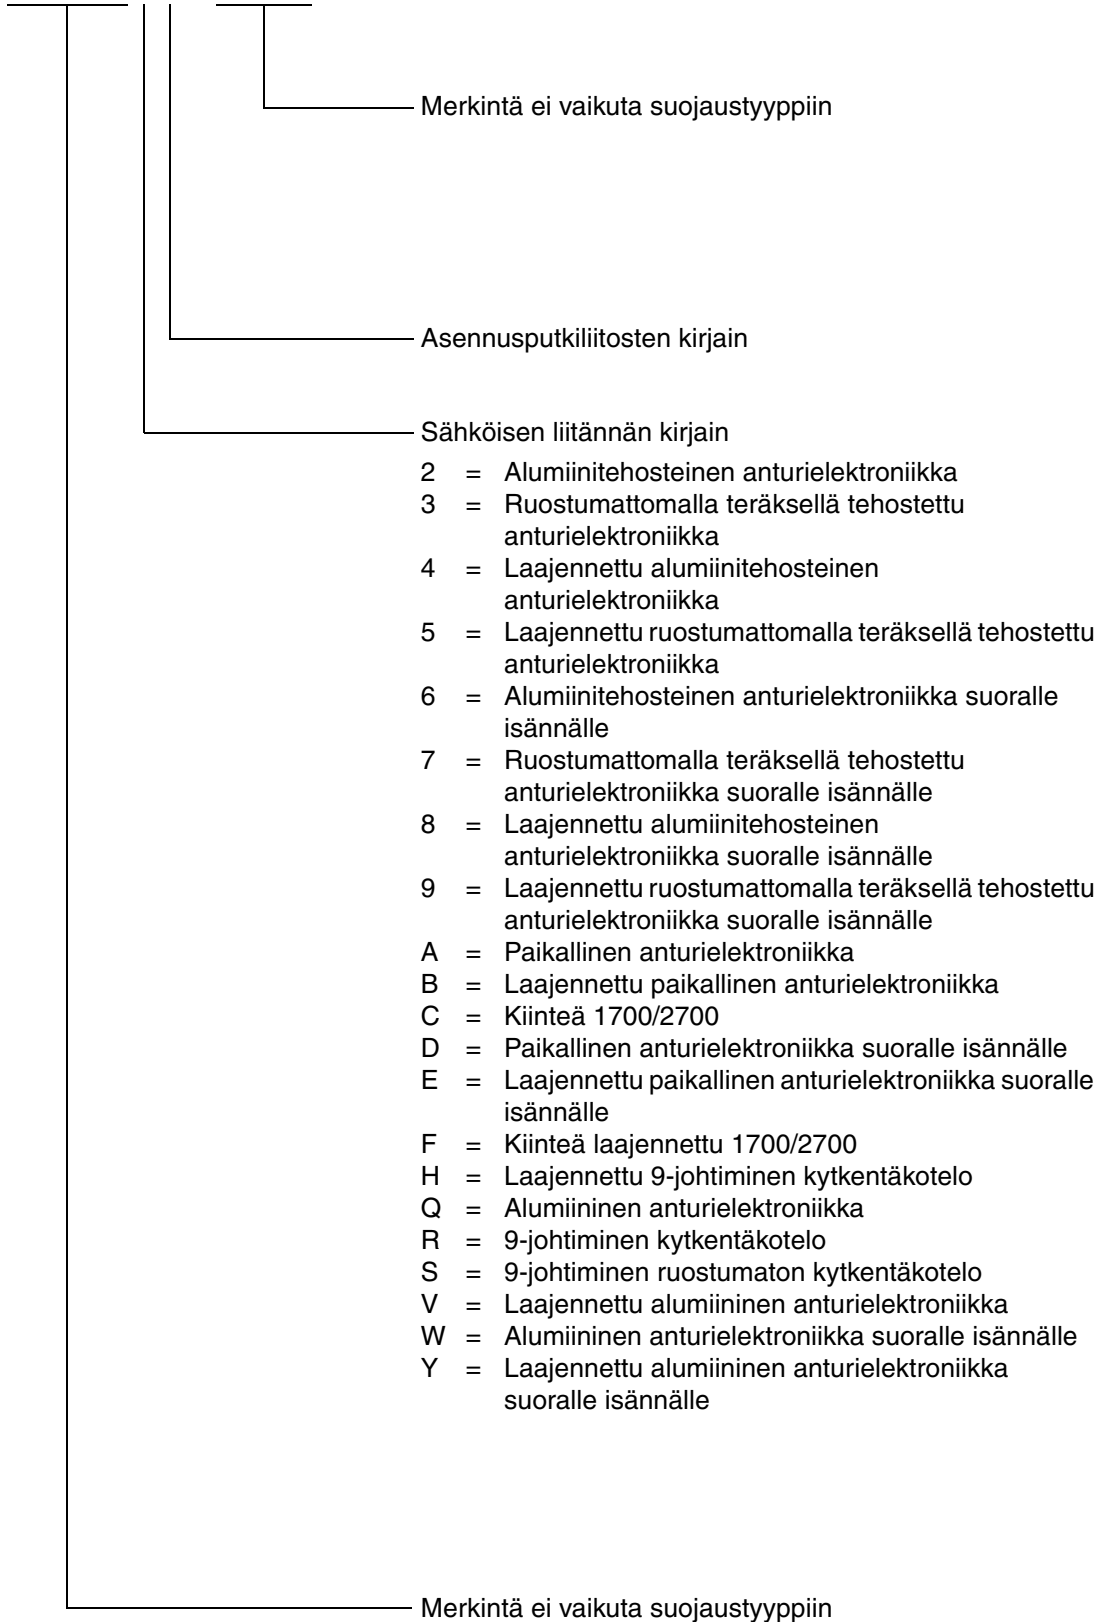 Merkintä ei vaikuta suojaustyyppiin
Asennusputkiliitosten kirjain
Sähköisen liitännän kirjain
2 = Alumiinitehosteinen anturielektroniikka
3 = Ruostumattomalla teräksellä tehostettu
anturielektroniikka
4 = Laajennettu alumiinitehosteinen
anturielektroniikka
5 = Laajennettu ruostumattomalla teräksellä tehostettu
anturielektroniikka
6 = Alumiinitehosteinen anturielektroniikka suoralle
isännälle
7 = Ruostumattomalla teräksellä tehostettu
anturielektroniikka suoralle isännälle
8 = Laajennettu alumiinitehosteinen
anturielektroniikka suoralle isännälle
9 = Laajennettu ruostumattomalla teräksellä tehostettu
anturielektroniikka suoralle isännälle
A = Paikallinen anturielektroniikka
B = Laajennettu paikallinen anturielektroniikka
C = Kiinteä 1700/2700
D = Paikallinen anturielektroniikka suoralle isännälle
E = Laajennettu paikallinen anturielektroniikka suoralle
isännälle
F = Kiinteä laajennettu 1700/2700
H = Laajennettu 9-johtiminen kytkentäkotelo
Q = Alumiininen anturielektroniikka
R = 9-johtiminen kytkentäkotelo
S = 9-johtiminen ruostumaton kytkentäkotelo
V = Laajennettu alumiininen anturielektroniikka
W = Alumiininen anturielektroniikka suoralle isännälle
Y = Laajennettu alumiininen anturielektroniikka
suoralle isännälle
Merkintä ei vaikuta suojaustyyppiin